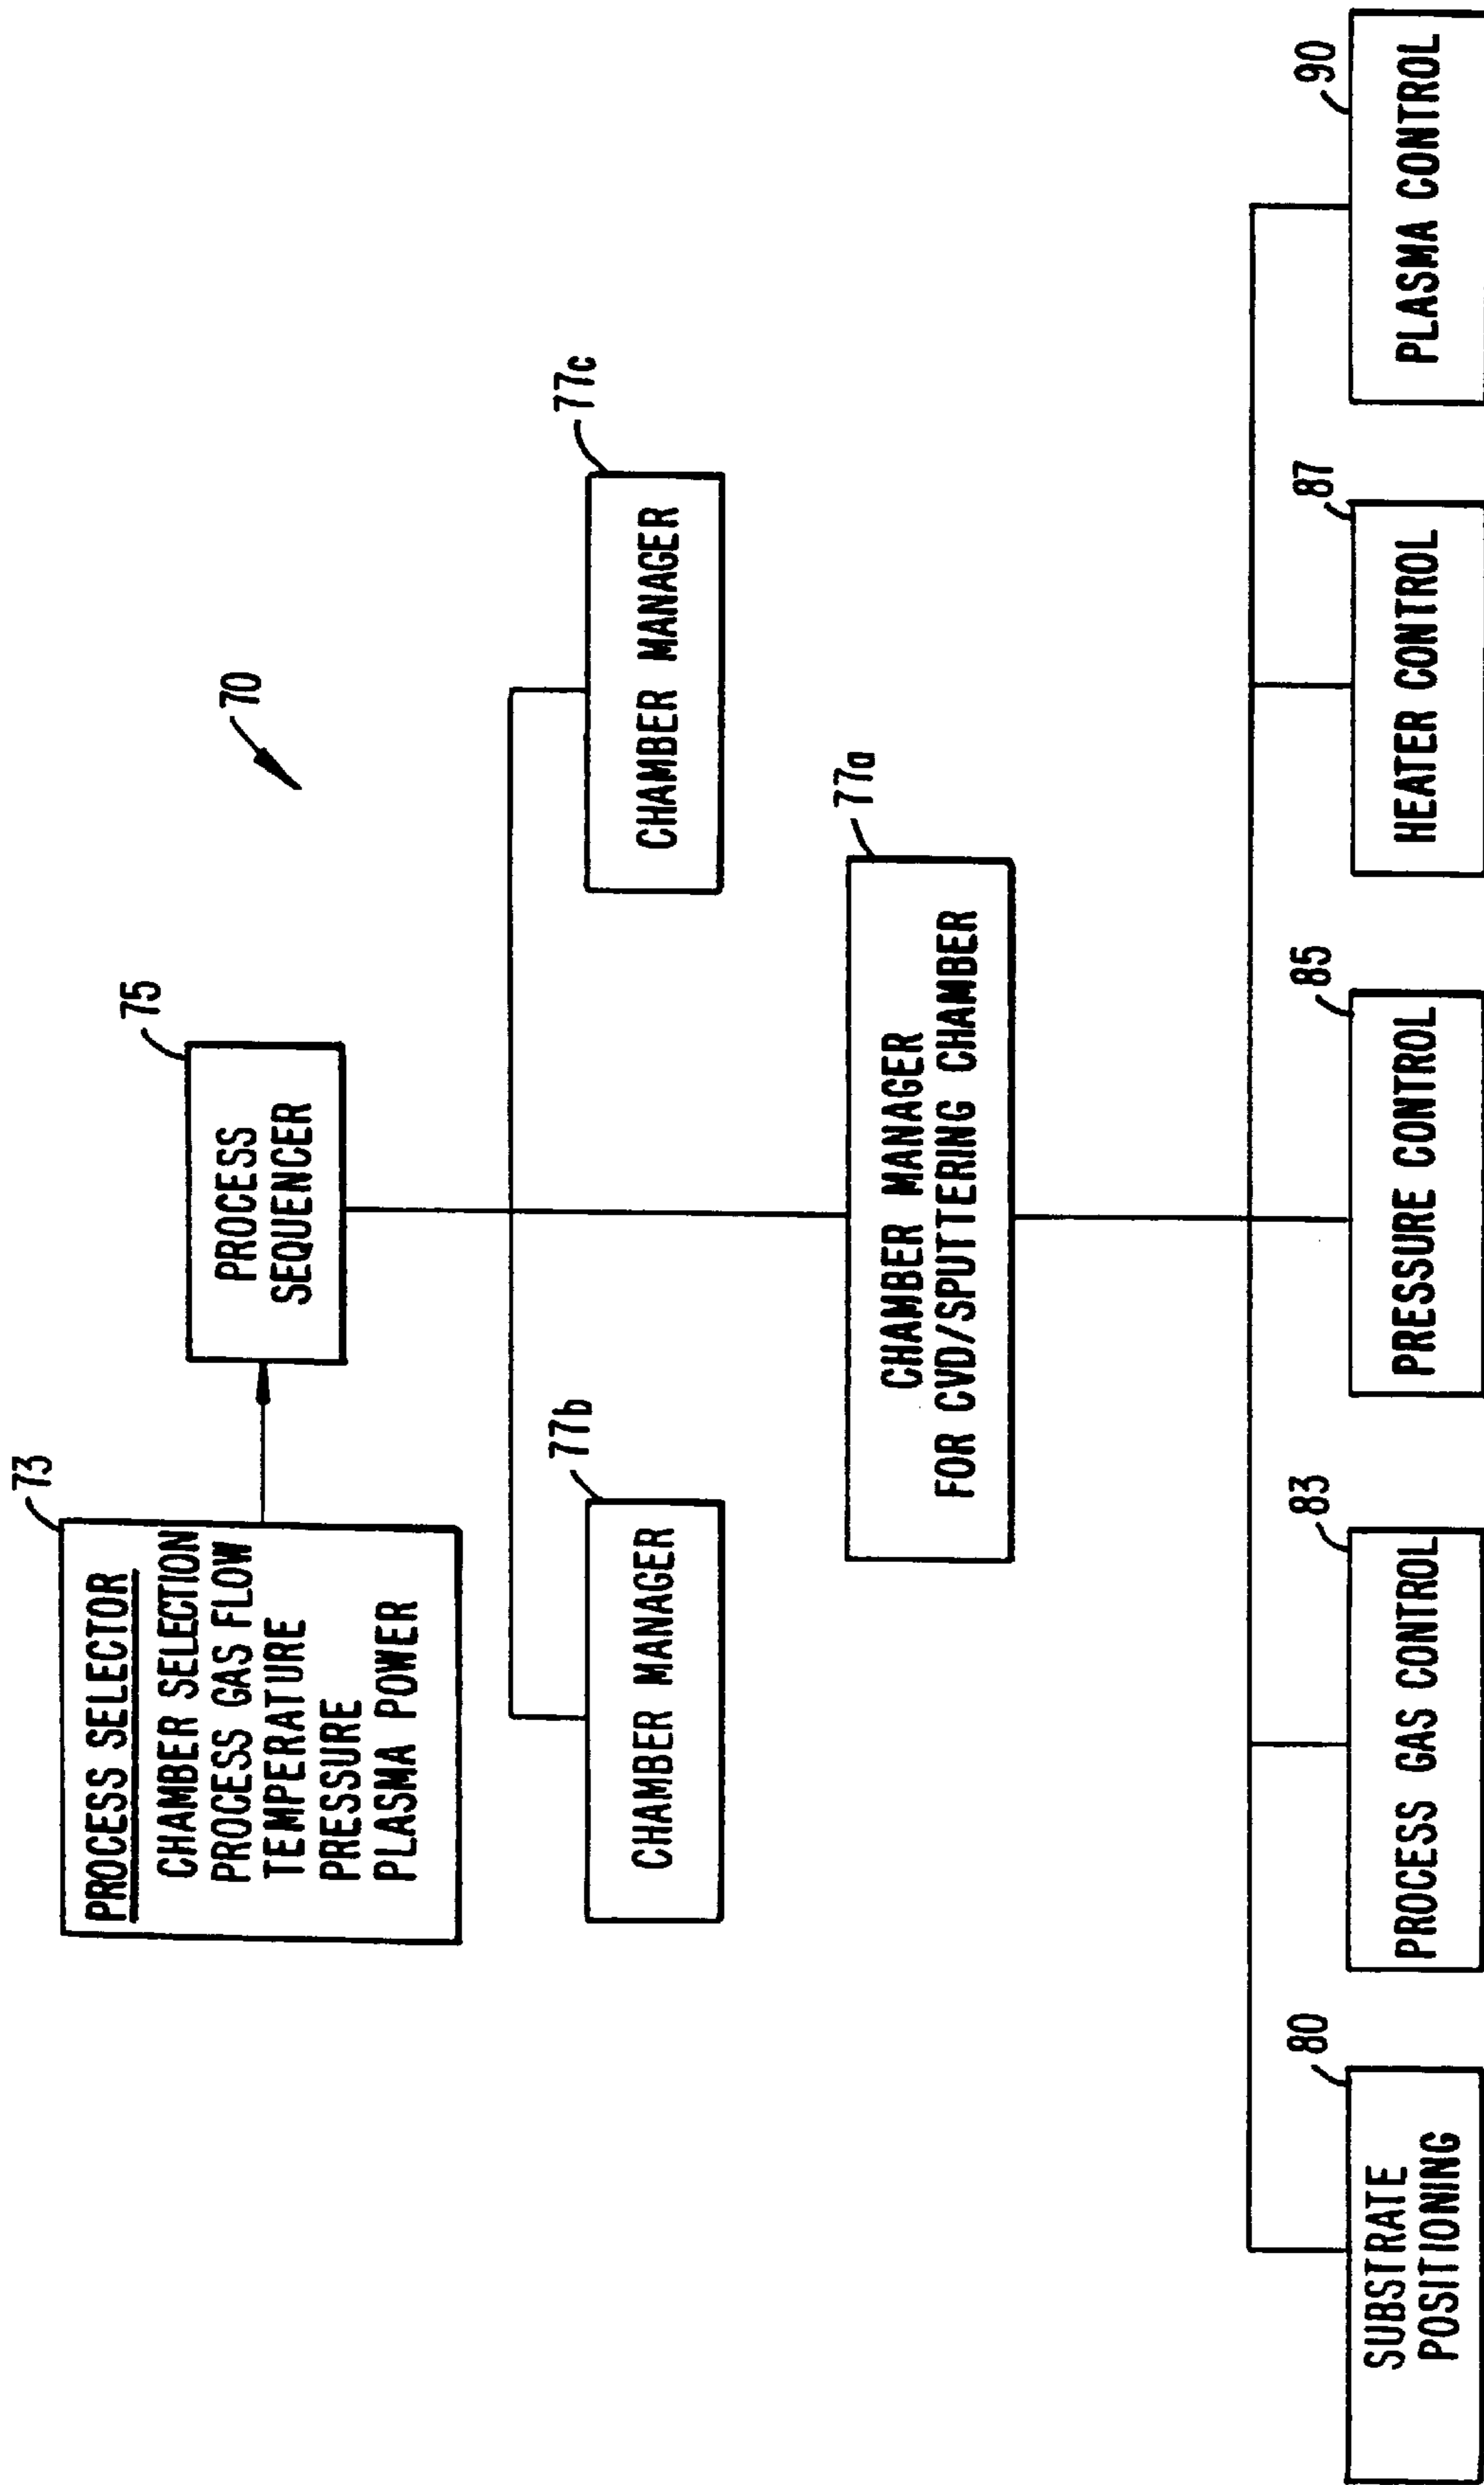 70
73
PROCESS SELECTOR
CHAMBER SELECTION
PROCESS GAS FLOW
TEMPERATURE
PRESSURE
PLASMA POWER
75
PROCESS
SEQUENCER
77b
CHAMBER MANAGER
77c
CHAMBER MANAGER
77a
CHAMBER MANAGER
FOR CVD/SPUTTERING CHAMBER
80
SUBSTRATE
POSITIONING
83
PROCESS GAS CONTROL
85
PRESSURE CONTROL
87
HEATER CONTROL
90
PLASMA CONTROL